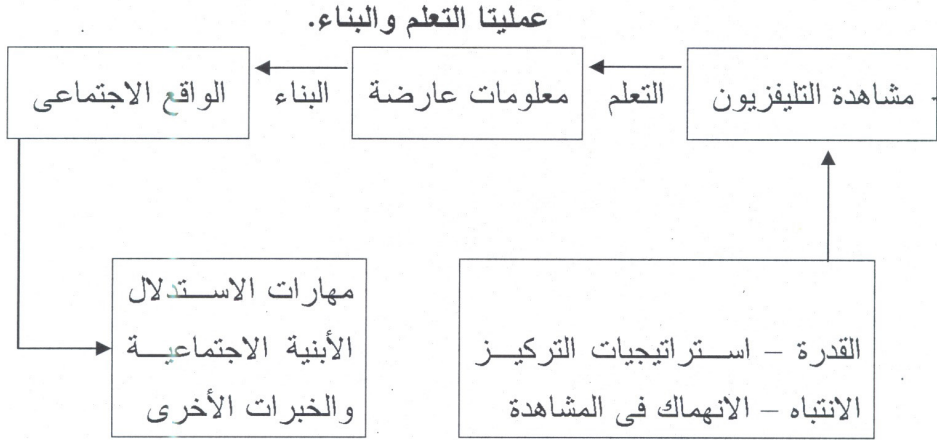 عمليتا التعلم والبناء.
مشاهدة التليفزيون
التعلم
معلومات عارضة
البناء
الواقع الاجتماعى
القدرة – استراتيجيات التركيز
الانتباه – الانهماك فى المشاهدة
مهارات الاستدلال
الأبنية الاجتماعية
والخبرات الأخرى